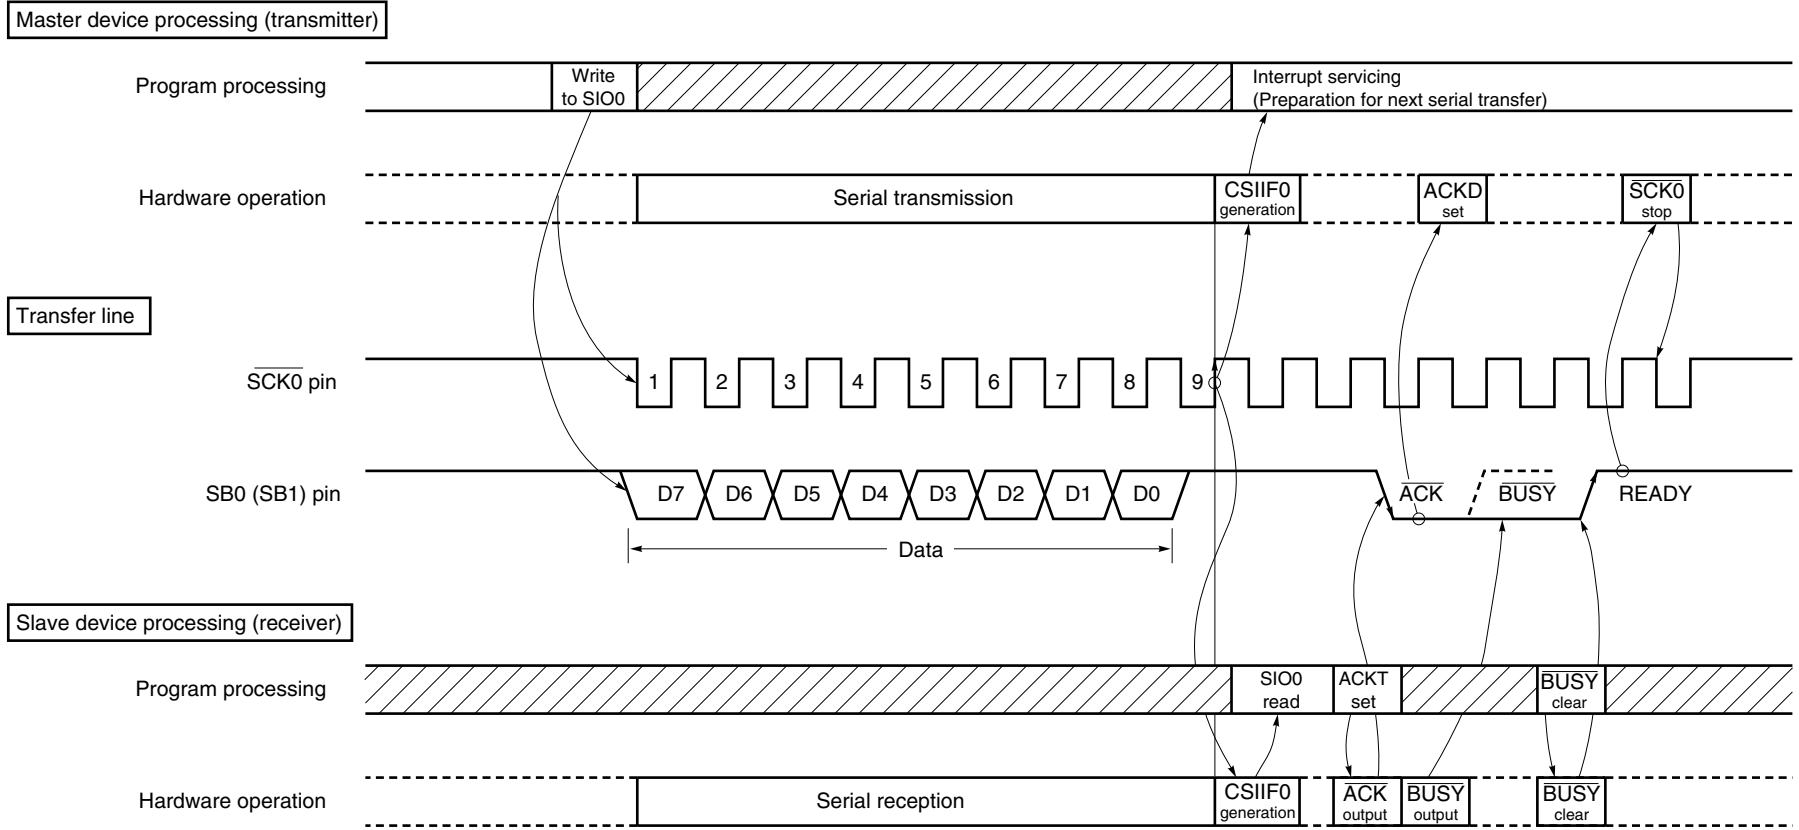 Master device processing (transmitter)
Program processing
Write
to SIO0
Interrupt servicing
(Preparation for next serial transfer)
Hardware operation
Serial transmission
CSIIF0
generation
ACKD
set
SCK0
stop
Transfer line
SCK0 pin
1 2 3 4 5 6 7 8 9
SB0 (SB1) pin
D7 D6 D5 D4 D3 D2 D1 D0
ACK
BUSY
READY
Data
Slave device processing (receiver)
Program processing
SIO0
read
ACKT
set
BUSY
clear
Hardware operation
Serial reception
CSIIF0
generation
ACK
output
BUSY
output
BUSY
clear